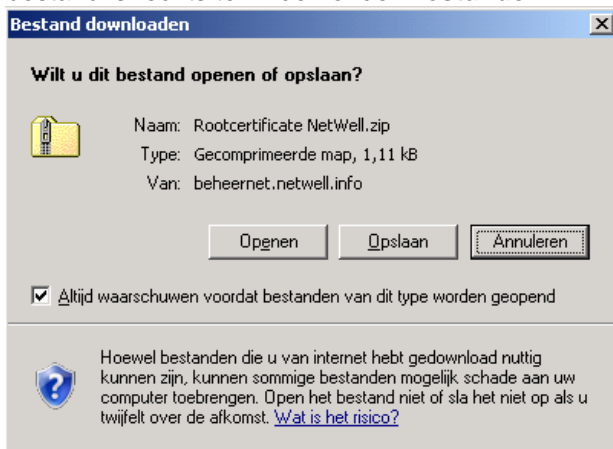 Bestand downloaden
Wilt u dit bestand openen of opslaan?
Naam: Rootcertificate NetWell.zip
Type: Gecomprimeerde map, 1,11 kB
Van: beheernet.netwell.info
Openen Opslaan Annuleren
Altijd waarschuwen voordat bestanden van dit type worden geopend
Hoewel bestanden die u van internet hebt gedownload nuttig
kunnen zijn, kunnen sommige bestanden mogelijk schade aan uw
computer toebrengen. Open het bestand niet of sla het niet op als u
twijfelt over de afkomst. Wat is het risico?